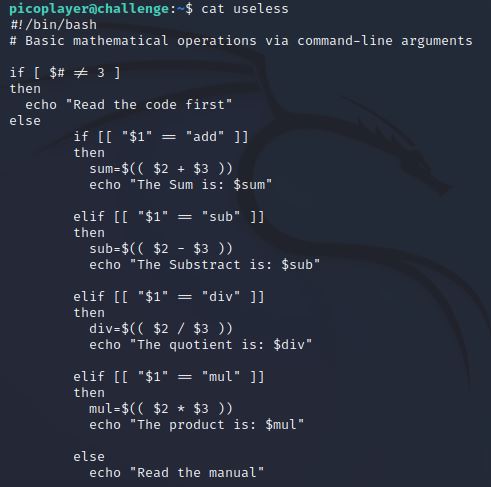 picoplayer@challenge:~$ cat useless
#!/bin/bash
# Basic mathematical operations via command-line arguments

if [ $# != 3 ]
then
  echo "Read the code first"
else
        if [[ "$1" == "add" ]]
        then
          sum=$(( $2 + $3 ))
          echo "The Sum is: $sum"

        elif [[ "$1" == "sub" ]]
        then
          sub=$(( $2 - $3 ))
          echo "The Substract is: $sub"

        elif [[ "$1" == "div" ]]
        then
          div=$(( $2 / $3 ))
          echo "The quotient is: $div"

        elif [[ "$1" == "mul" ]]
        then
          mul=$(( $2 * $3 ))
          echo "The product is: $mul"

        else
          echo "Read the manual"